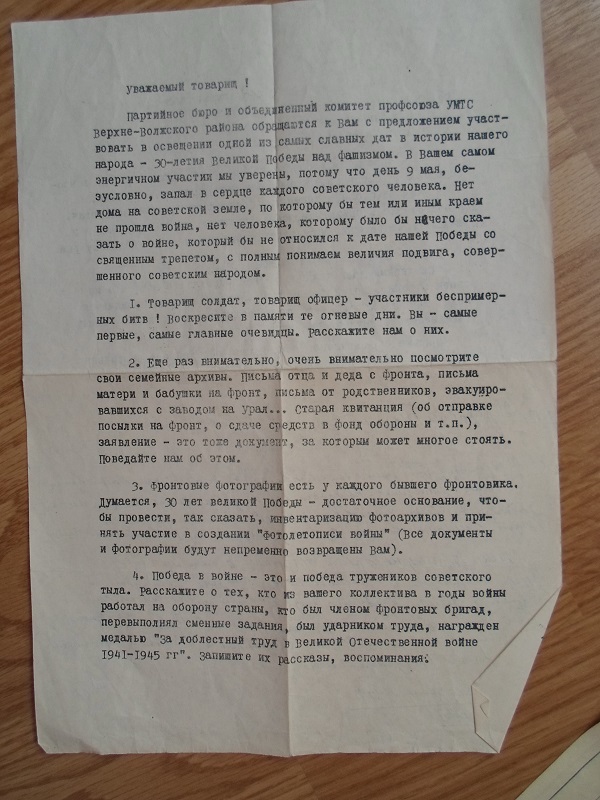 Уважаемый товарищ !
Партийное бюро и объединенный комитет профсоюза УМТС
Верхне-Волжского района обращаются к Вам с предложением участ-
вовать в освещении одной из самых славных дат в истории нашего
народа - 30-летия Великой Победы над фашизмом. В Вашем самом
энергичном участии мы уверены, потому что день 9 мая, бе-
зусловно, запал в сердце каждого советского человека. Нет
дома на советской земле, по которому бы тем или иным краем
не прошла война, нет человека, которому было бы нечего ска-
зать о войне, который бы не относился к дате нашей Победы со
священным трепетом, с полным понимаем величия подвига, совер-
шенного советским народом.
1. Товарищ солдат, товарищ офицер - участники беспример-
ных битв ! Воскресите в памяти те огневые дни. Вы - самые
первые, самые главные очевидцы. Расскажите нам о них.
2. Еще раз внимательно, очень внимательно посмотрите
свои семейные архивы. Письма отца и деда с фронта, письма
матери и бабушки на фронт, письма от родственников, эвакуиро-
вавшихся с заводом на Урал... Старая квитанция (об отправке
посылки на фронт, о сдаче средств в фонд обороны и т.п.),
заявление - это тоже документ, за которым может многое стоять.
Поведайте нам об этом.
3. Фронтовые фотографии есть у каждого бывшего фронтовика.
Думается, 30 лет великой Победы - достаточное основание, что-
бы провести, так сказать, инвентаризацию фотоархивов и при-
нять участие в создании "фотолетописи войны" (Все документы
и фотографии будут непременно возвращены Вам).
4. Победа в войне - это и победа тружеников советского
тыла. Расскажите о тех, кто из вашего коллектива в годы войны
работал на оборону страны, кто был членом фронтовых бригад,
перевыполнял сменные задания, был ударником труда, награжден
медалью "За доблестный труд в Великой Отечественной войне
1941-1945 гг". Запишите их рассказы, воспоминания.